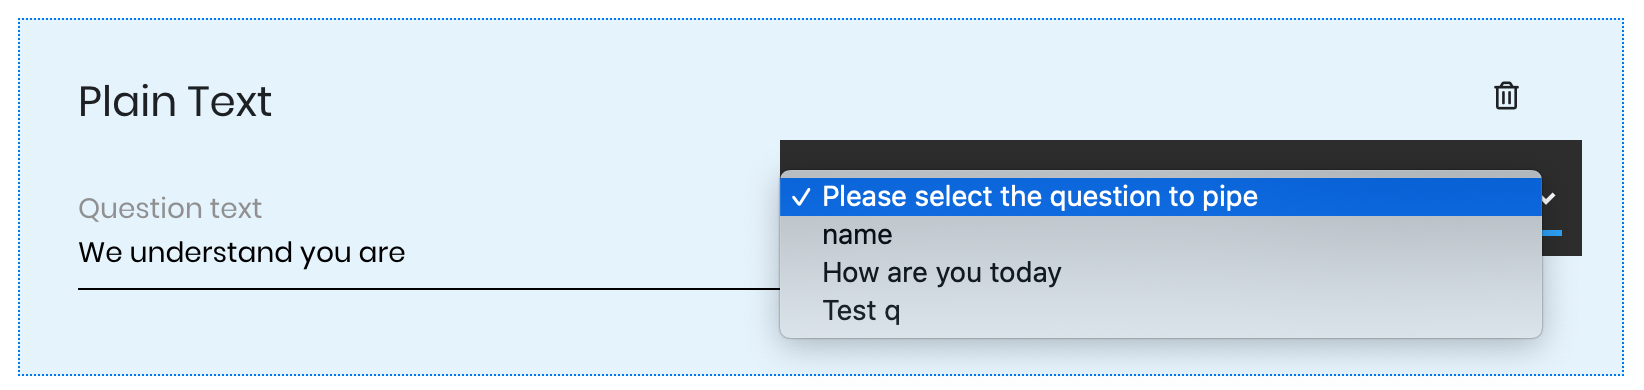 Plain Text
Question text
We understand you are
Please select the question to pipe
name
How are you today
Test q